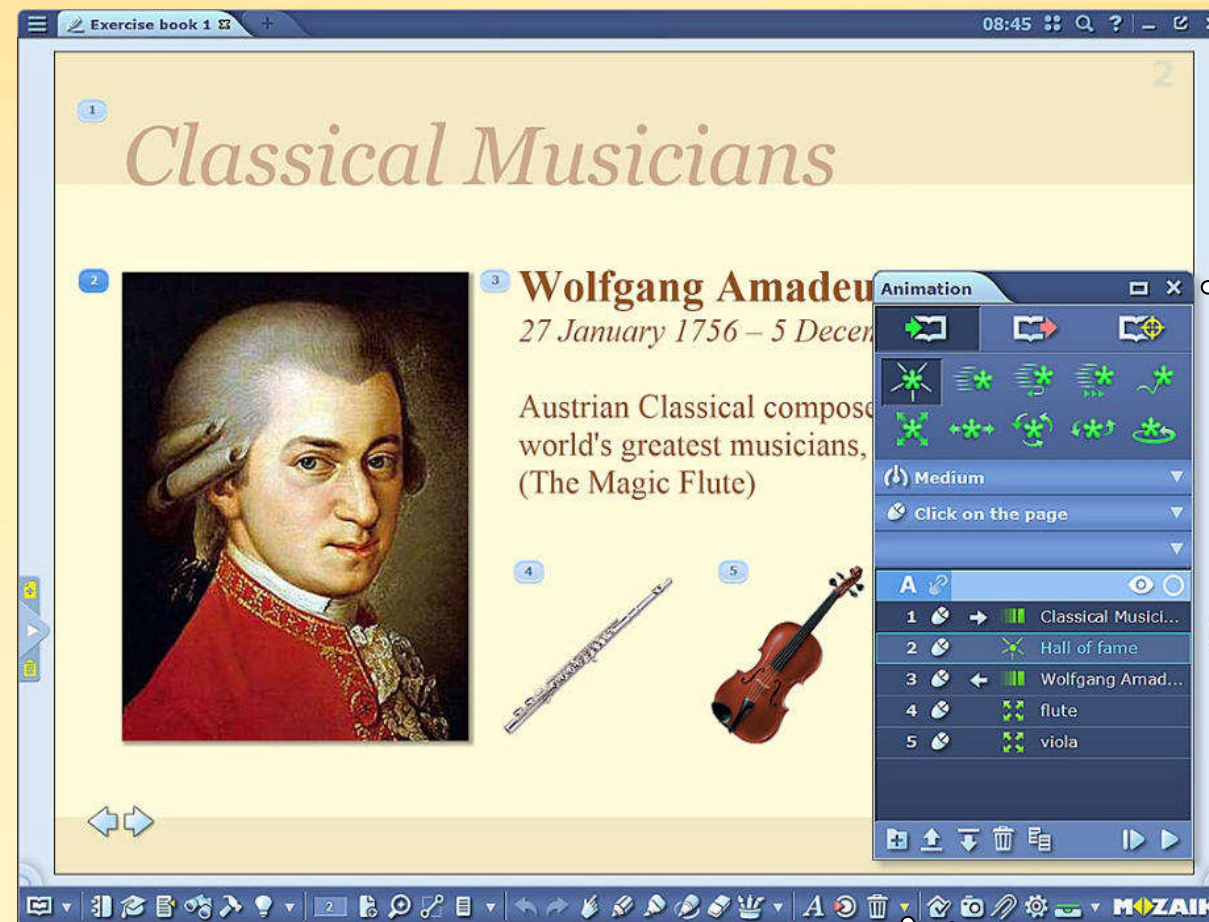 Exercise book 1
08:45
2
1
Classical Musicians
2
3
Wolfgang Amadeu
27 January 1756 – 5 Decem
Austrian Classical compose
world's greatest musicians,
(The Magic Flute)
4
5
Animation
Medium
Click on the page
A
1 Classical Musici...
2 Hall of fame
3 Wolfgang Amad...
4 flute
5 viola
2
A
MOZAIK